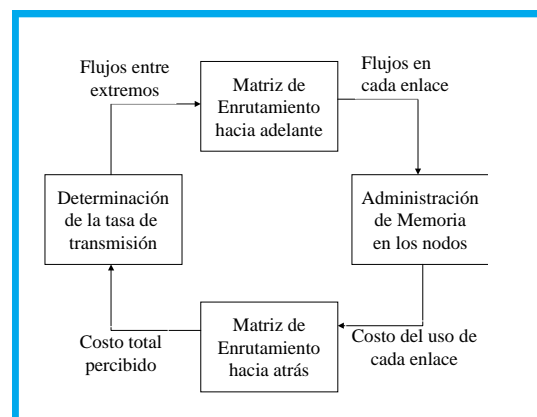 Flujos entre
extremos
Matriz de
Enrutamiento
hacia adelante
Flujos en
cada enlace
Determinación
de la tasa de
transmisión
Administración
de Memoria
en los nodos
Costo total
percibido
Matriz de
Enrutamiento
hacia atrás
Costo del uso de
cada enlace